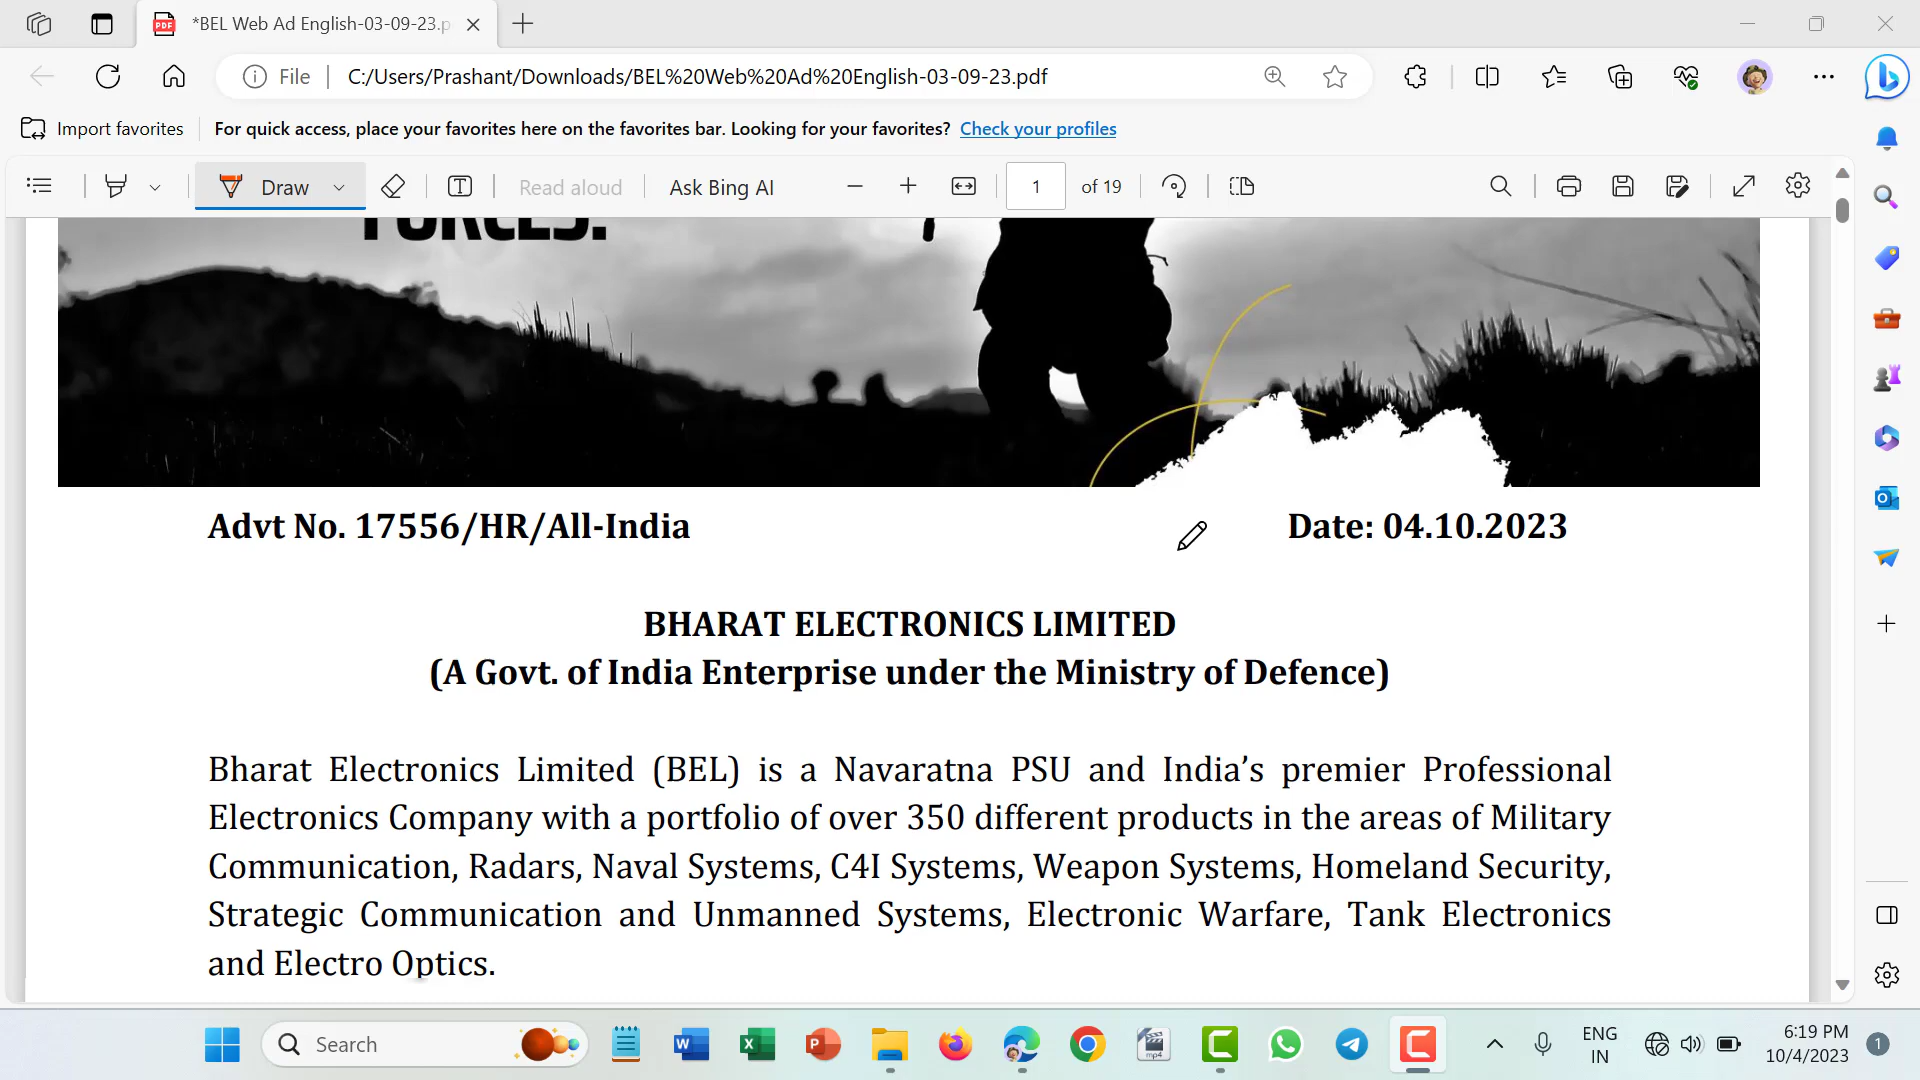 *BEL Web Ad English-03-09-23.p
File C:/Users/Prashant/Downloads/BEL%20Web%20Ad%20English-03-09-23.pdf
Import favorites For quick access, place your favorites here on the favorites bar. Looking for your favorites? Check your profiles
Draw Read aloud Ask Bing AI 1 of 19
FORCES.
Advt No. 17556/HR/All-India Date: 04.10.2023
BHARAT ELECTRONICS LIMITED
(A Govt. of India Enterprise under the Ministry of Defence)
Bharat Electronics Limited (BEL) is a Navaratna PSU and India’s premier Professional
Electronics Company with a portfolio of over 350 different products in the areas of Military
Communication, Radars, Naval Systems, C4I Systems, Weapon Systems, Homeland Security,
Strategic Communication and Unmanned Systems, Electronic Warfare, Tank Electronics
and Electro Optics.
Search ENG 6:19 PM
IN 10/4/2023 1